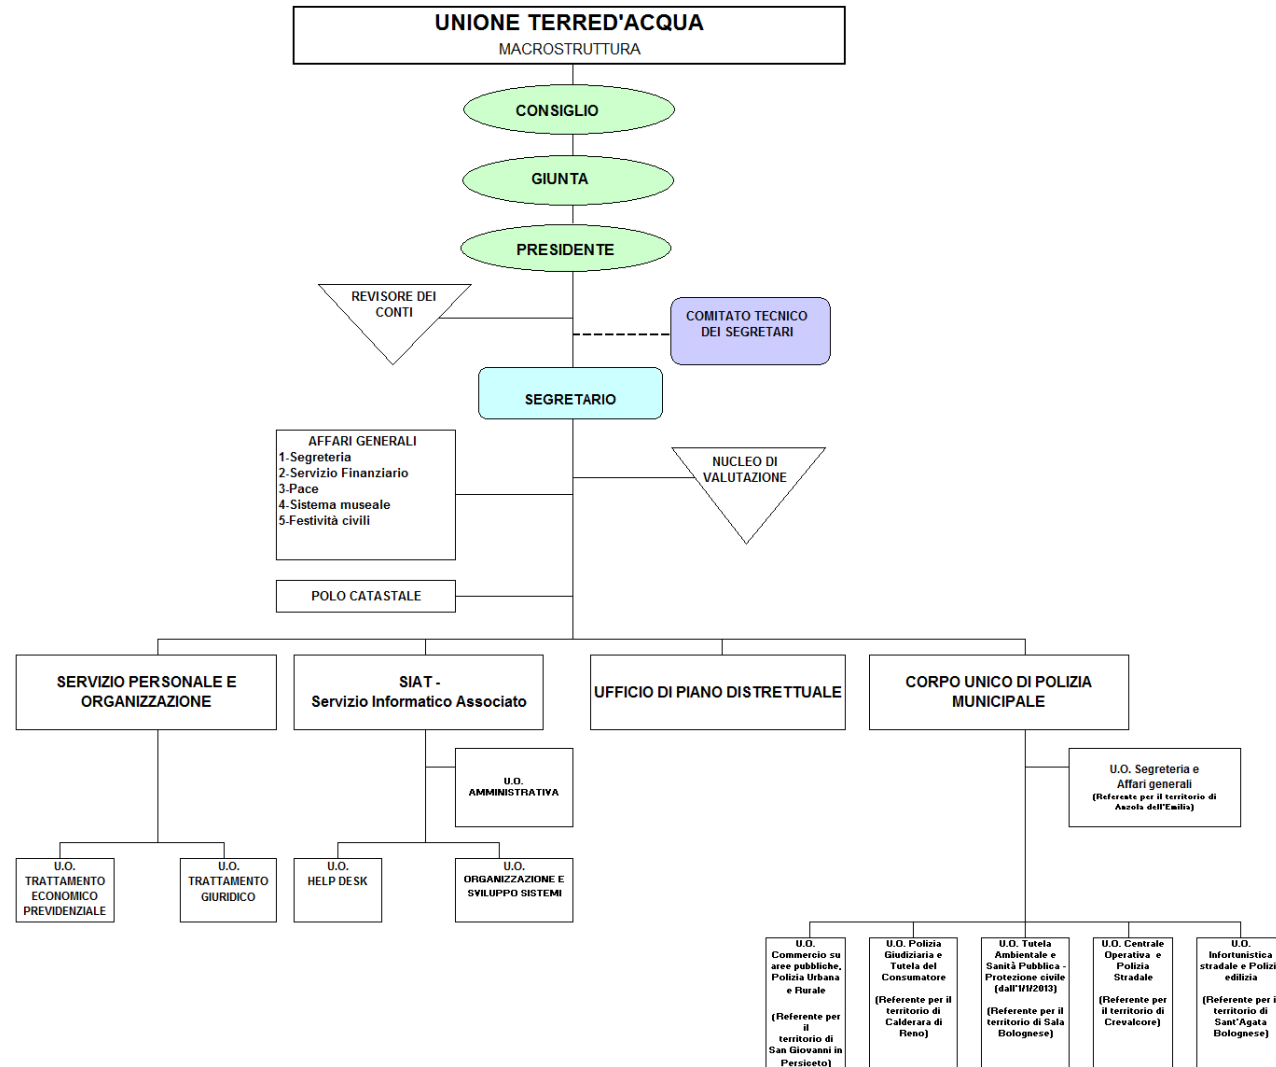 UNIONE TERRED'ACQUA
MACROSTRUTTURA
CONSIGLIO
GIUNTA
PRESIDENTE
REVISORE DEI
CONTI
COMITATO TECNICO
DEI SEGRETARI
SEGRETARIO
AFFARI GENERALI
1-Segreteria
2-Servizio Finanziario
3-Pace
4-Sistema museale
5-Festività civili
NUCLEO DI
VALUTAZIONE
POLO CATASTALE
SERVIZIO PERSONALE E
ORGANIZZAZIONE
SIAT -
Servizio Informatico Associato
UFFICIO DI PIANO DISTRETTUALE
CORPO UNICO DI POLIZIA
MUNICIPALE
U.O.
AMMINISTRATIVA
U.O. Segreteria e
Affari generali
(Referente per il territorio di
Anzola dell'Emilia)
U.O.
TRATTAMENTO
ECONOMICO
PREVIDENZIALE
U.O.
TRATTAMENTO
GIURIDICO
U.O.
HELP DESK
U.O.
ORGANIZZAZIONE E
SVILUPPO SISTEMI
U.O.
Commercio su
aree pubbliche,
Polizia Urbana
e Rurale
(Referente per
il
territorio di
San Giovanni in
Persiceto)
U.O. Polizia
Giudiziaria e
Tutela del
Consumatore
(Referente per il
territorio di
Calderara di
Reno)
U.O. Tutela
Ambientale e
Sanità Pubblica -
Protezione civile
(dall'1/1/2013)
(Referente per il
territorio di Sala
Bolognese)
U.O. Centrale
Operativa e
Polizia
Stradale
(Referente per
il territorio di
Crevalcore)
U.O.
Infortunistica
stradale e Polizi
edilizia
(Referente per i
territorio di
Sant'Agata
Bolognese)